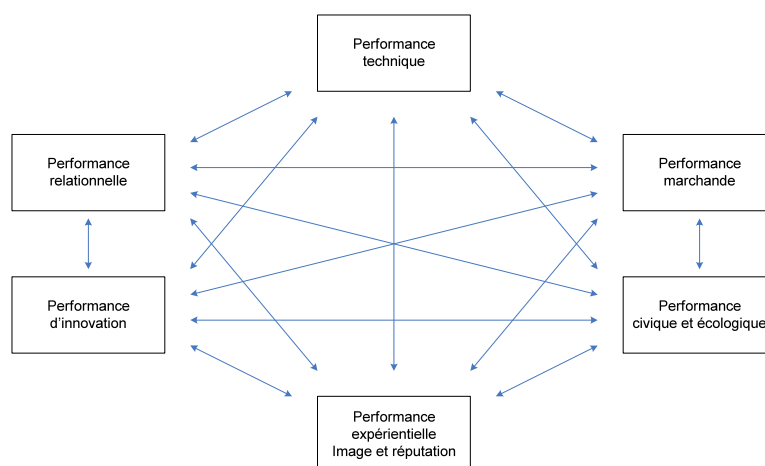 Performance
technique
Performance
relationnelle
Performance
marchande
Performance
d'innovation
Performance
civique et écologique
Performance
expérientielle
Image et réputation